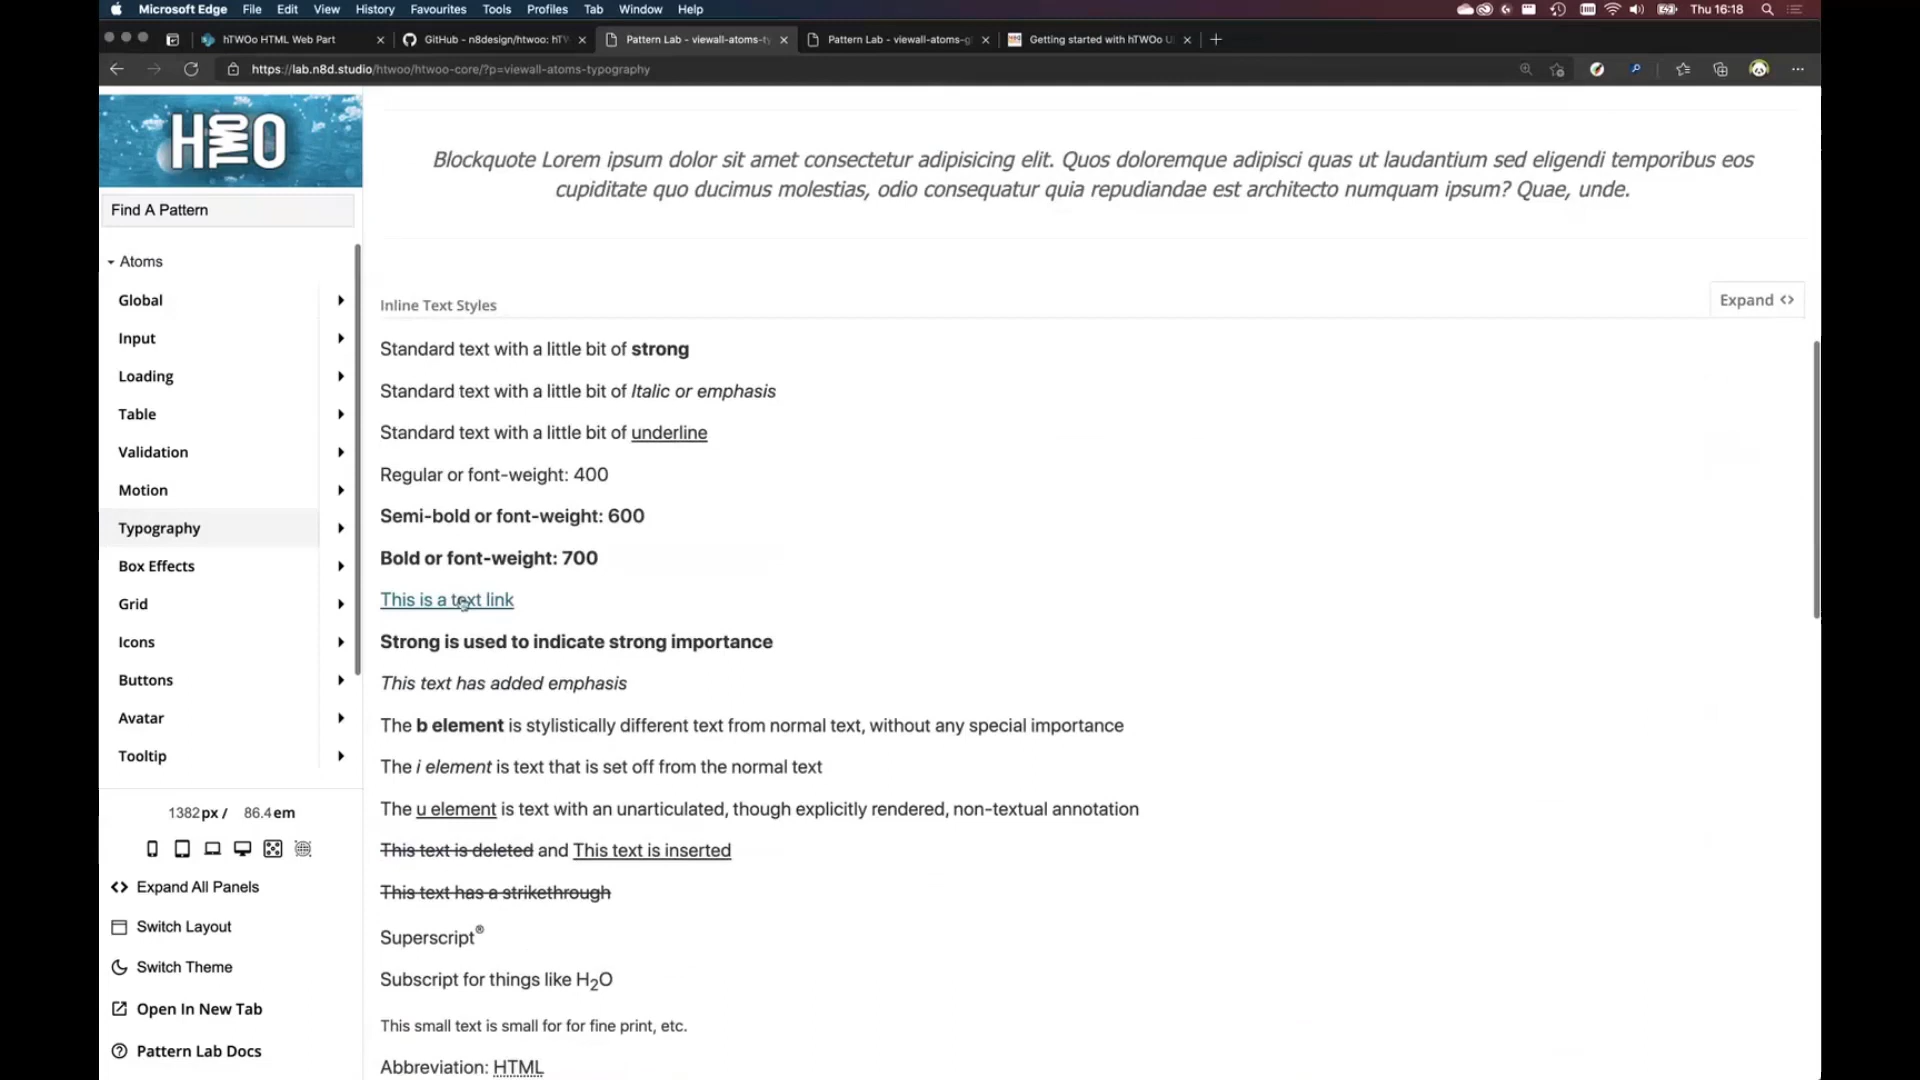 Microsoft Edge File Edit View History Favourites Tools Profiles Tab Window Help Thu 16:18
hTWOo HTML Web Part
GitHub - n8design/htwoo: hTW
Pattern Lab - viewall-atoms-ty
Pattern Lab - viewall-atoms-g
Getting started with hTWOo U
https://lab.n8d.studio/htwoo/htwoo-core/?p=viewall-atoms-typography
H TWO O
Find A Pattern
Atoms
Global
Input
Loading
Table
Validation
Motion
Typography
Box Effects
Grid
Icons
Buttons
Avatar
Tooltip
1382px / 86.4em
Expand All Panels
Switch Layout
Switch Theme
Open In New Tab
Pattern Lab Docs
Blockquote Lorem ipsum dolor sit amet consectetur adipisicing elit. Quos doloremque adipisci quas ut laudantium sed eligendi temporibus eos
cupiditate quo ducimus molestias, odio consequatur quia repudiandae est architecto numquam ipsum? Quae, unde.
Inline Text Styles
Expand <>
Standard text with a little bit of strong
Standard text with a little bit of Italic or emphasis
Standard text with a little bit of underline
Regular or font-weight: 400
Semi-bold or font-weight: 600
Bold or font-weight: 700
This is a text link
Strong is used to indicate strong importance
This text has added emphasis
The b element is stylistically different text from normal text, without any special importance
The i element is text that is set off from the normal text
The u element is text with an unarticulated, though explicitly rendered, non-textual annotation
This text is deleted and This text is inserted
This text has a strikethrough
Superscript®
Subscript for things like H₂O
This small text is small for for fine print, etc.
Abbreviation: HTML